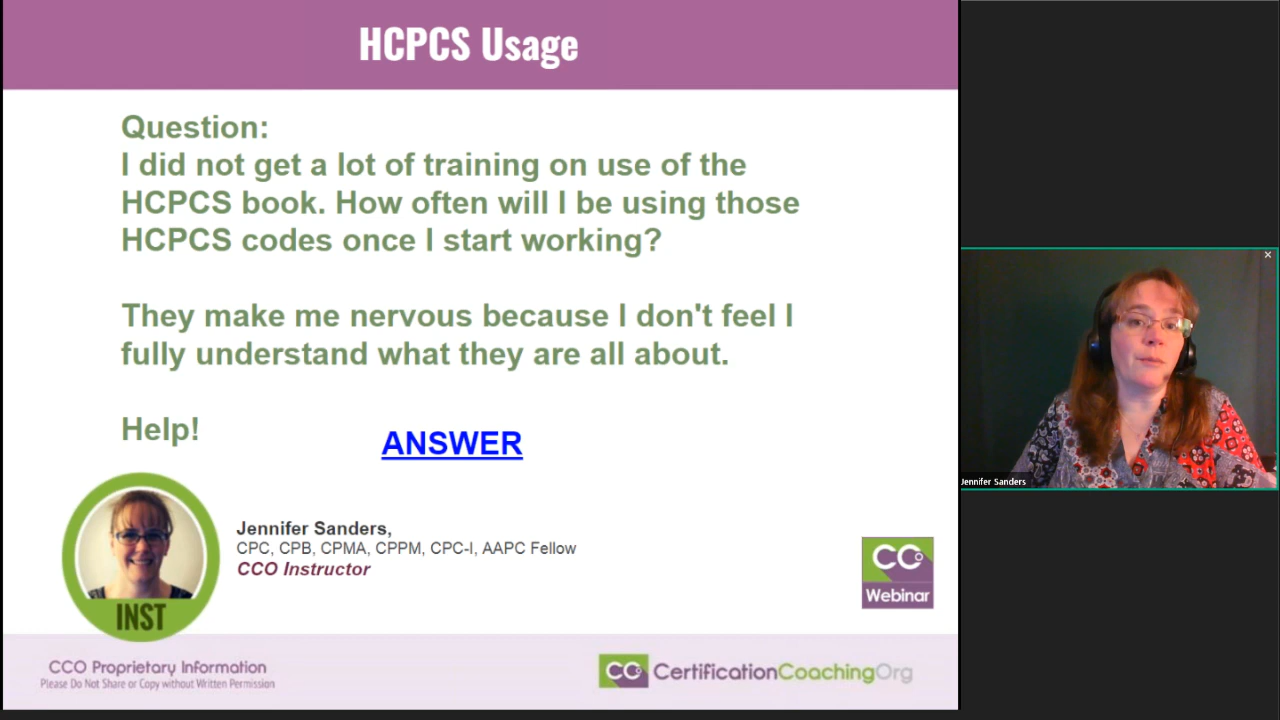 HCPCS Usage
Question:
I did not get a lot of training on use of the
HCPCS book. How often will I be using those
HCPCS codes once I start working?
They make me nervous because I don't feel I
fully understand what they are all about.
Help!
ANSWER
Jennifer Sanders,
CPC, CPB, CPMA, CPPM, CPC-I, AAPC Fellow
CCO Instructor
INST
CCO
Webinar
CCO Proprietary Information
Please Do Not Share or Copy without Written Permission
CCO CertificationCoachingOrg
Jennifer Sanders